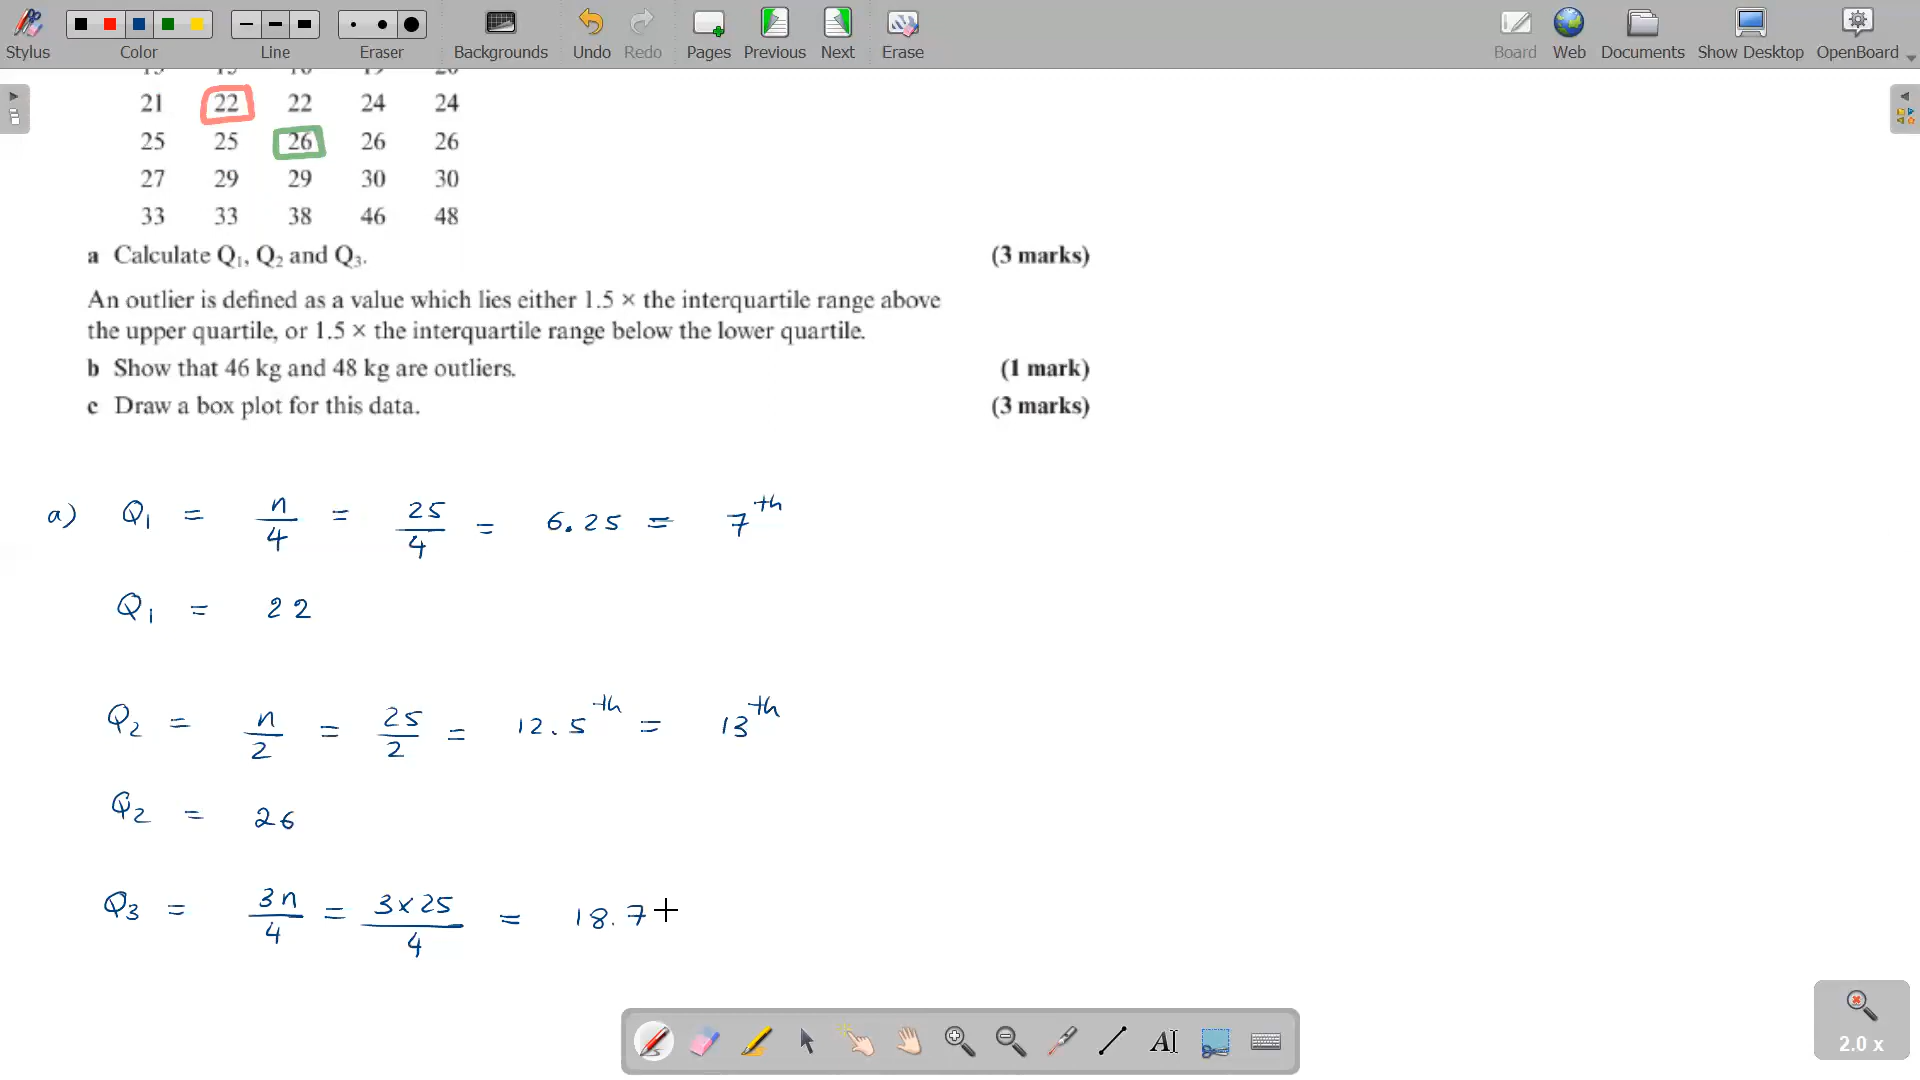 Stylus Color Line Eraser Backgrounds Undo Redo Pages Previous Next Erase Board Web Documents Show Desktop OpenBoard
21 22 22 24 24
25 25 26 26 26
27 29 29 30 30
33 33 38 46 48
a Calculate Q₁, Q₂ and Q₃. (3 marks)
An outlier is defined as a value which lies either 1.5 × the interquartile range above
the upper quartile, or 1.5 × the interquartile range below the lower quartile.
b Show that 46 kg and 48 kg are outliers. (1 mark)
c Draw a box plot for this data. (3 marks)
a) Q₁ = n/4 = 25/4 = 6.25 = 7th
Q₁ = 22
Q₂ = n/2 = 25/2 = 12.5th = 13th
Q₂ = 26
Q₃ = 3n/4 = 3×25/4 = 18.7
2.0 x